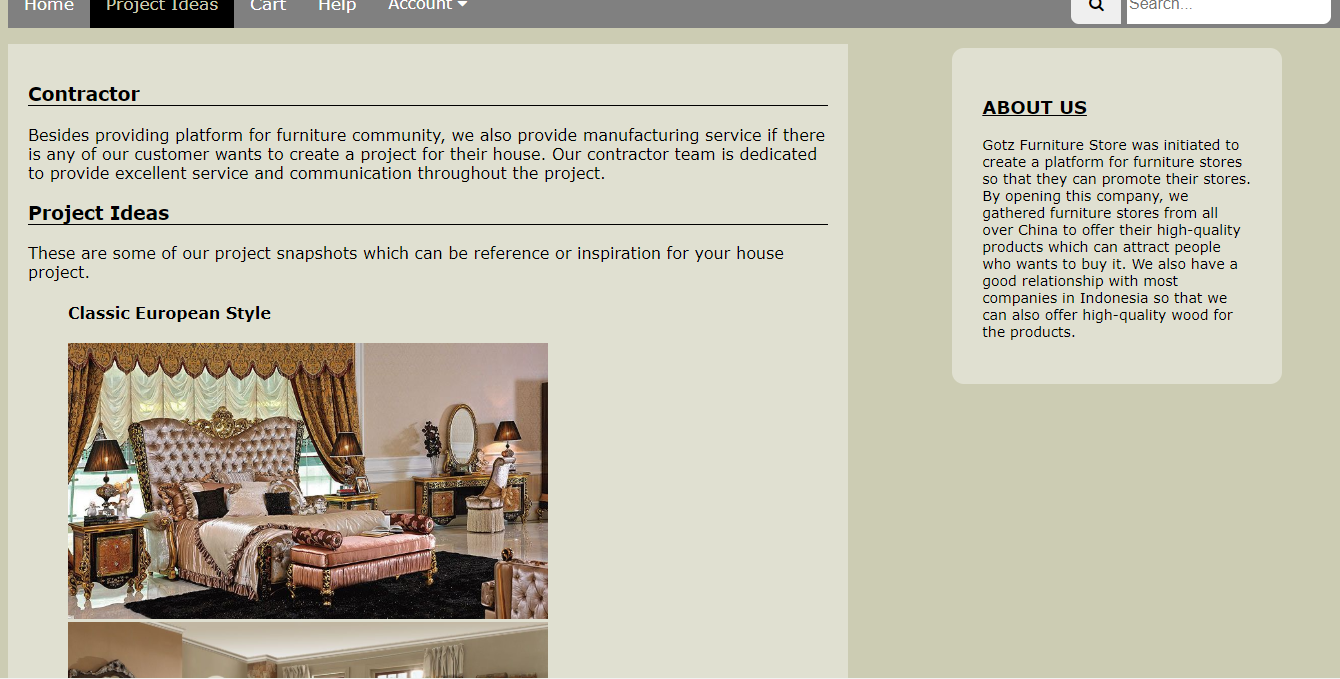 Home Project Ideas Cart Help Account Search...
Contractor
Besides providing platform for furniture community, we also provide manufacturing service if there
is any of our customer wants to create a project for their house. Our contractor team is dedicated
to provide excellent service and communication throughout the project.
Project Ideas
These are some of our project snapshots which can be reference or inspiration for your house
project.
Classic European Style
ABOUT US
Gotz Furniture Store was initiated to
create a platform for furniture stores
so that they can promote their stores.
By opening this company, we
gathered furniture stores from all
over China to offer their high-quality
products which can attract people
who wants to buy it. We also have a
good relationship with most
companies in Indonesia so that we
can also offer high-quality wood for
the products.